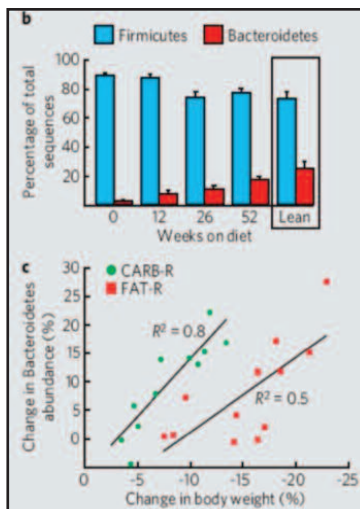 b
Firmicutes Bacteroidetes
Percentage of total
sequences
100
80
60
40
20
0 12 26 52 Lean
Weeks on diet
c
CARB-R
FAT-R
Change in Bacteroidetes
abundance (%)
30
25
20
15
10
5
0
R² = 0.8
R² = 0.5
0 -5 -10 -15 -20 -25
Change in body weight (%)